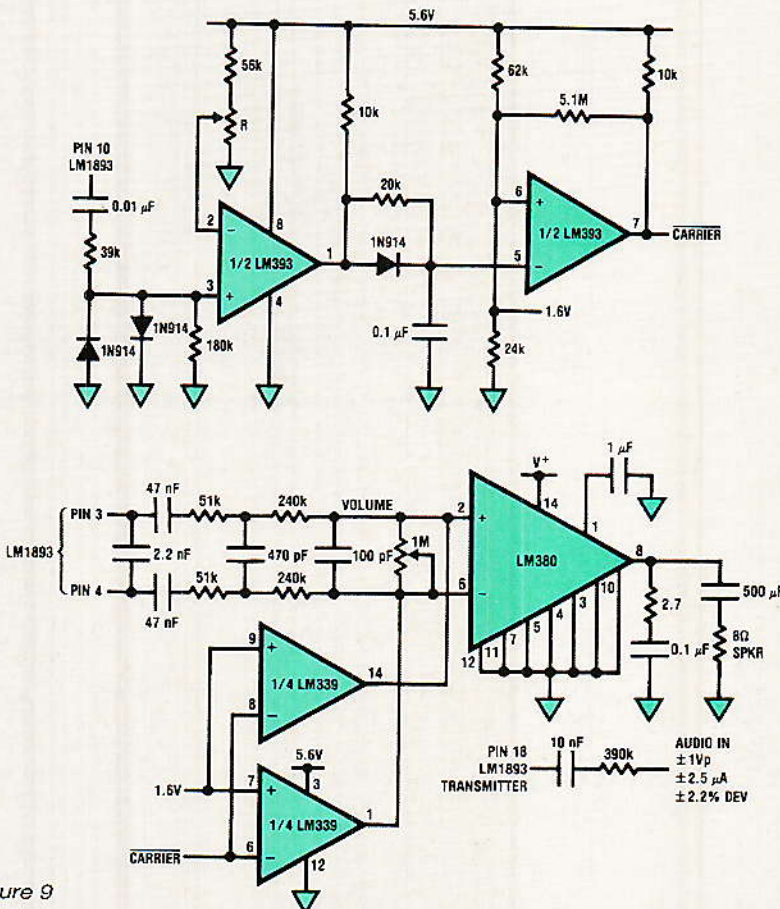 5.6V
56k
R
10k
62k
5.1M
10k
PIN 10
LM1893
0.01 µF
39k
2
−
8
1/2 LM393
1
3
+
4
1N914
1N914
180k
20k
1N914
0.1 µF
6
+
1/2 LM393
7
CARRIER
5
−
1.6V
24k
LM1893
PIN 3
PIN 4
47 nF
51k
240k
VOLUME
2.2 nF
470 pF
100 pF
1M
47 nF
51k
240k
V+
14
1 µF
1
2
+
LM380
8
6
−
12
11
7
5
4
3
10
2.7
0.1 µF
500 µF
8Ω
SPKR
9
+
1/4 LM339
14
8
−
1.6V
7
+
5.6V
3
1/4 LM339
1
CARRIER
6
−
12
PIN 18
LM1893
TRANSMITTER
10 nF
390k
AUDIO IN
±1Vp
±2.5 µA
±2.2% DEV
ure 9